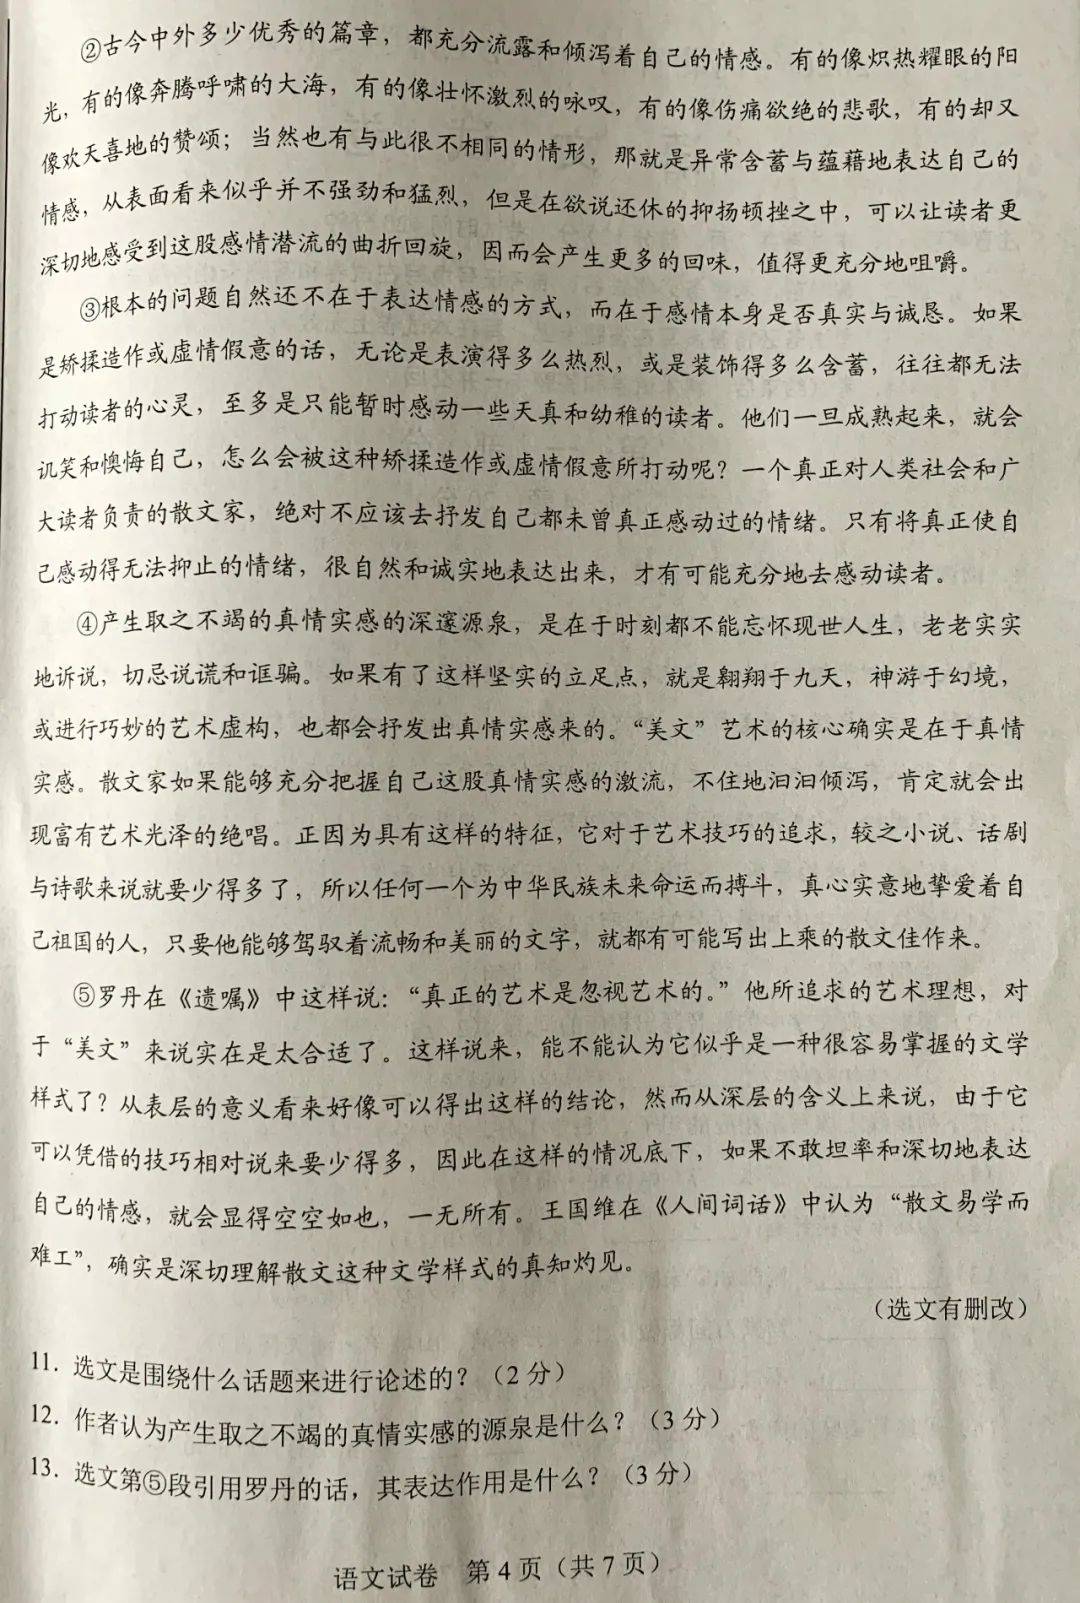 ②古今中外多少优秀的篇章，都充分流露和倾泻着自己的情感。有的像炽热耀眼的阳
光，有的像奔腾呼啸的大海，有的像壮怀激烈的咏叹，有的像伤痛欲绝的悲歌，有的却又
像欢天喜地的赞颂；当然也有与此很不相同的情形，那就是异常含蓄与蕴藉地表达自己的
情感，从表面看来似乎并不强劲和猛烈，但是在欲说还休的抑扬顿挫之中，可以让读者更
深切地感受到这股感情潜流的曲折回旋，因而会产生更多的回味，值得更充分地咀嚼。
③根本的问题自然还不在于表达情感的方式，而在于感情本身是否真实与诚恳。如果
是矫揉造作或虚情假意的话，无论是表演得多么热烈，或是装饰得多么含蓄，往往都无法
打动读者的心灵，至多是只能暂时感动一些天真和幼稚的读者。他们一旦成熟起来，就会
讥笑和懊悔自己，怎么会被这种矫揉造作或虚情假意所打动呢？一个真正对人类社会和广
大读者负责的散文家，绝对不应该去抒发自己都未曾真正感动过的情绪。只有将真正使自
己感动得无法抑止的情绪，很自然和诚实地表达出来，才有可能充分地去感动读者。
④产生取之不竭的真情实感的深邃源泉，是在于时刻都不能忘怀现世人生，老老实实
地诉说，切忌说谎和诓骗。如果有了这样坚实的立足点，就是翱翔于九天，神游于幻境，
或进行巧妙的艺术虚构，也都会抒发出真情实感来的。“美文”艺术的核心确实是在于真情
实感。散文家如果能够充分把握自己这股真情实感的激流，不住地汩汩倾泻，肯定就会出
现富有艺术光泽的绝唱。正因为具有这样的特征，它对于艺术技巧的追求，较之小说、话剧
与诗歌来说就要少得多了，所以任何一个为中华民族未来命运而搏斗，真心实意地挚爱着自
己祖国的人，只要他能够驾驭着流畅和美丽的文字，就都有可能写出上乘的散文佳作来。
⑤罗丹在《遗嘱》中这样说：“真正的艺术是忽视艺术的。”他所追求的艺术理想，对
于“美文”来说实在是太合适了。这样说来，能不能认为它似乎是一种很容易掌握的文学
样式了？从表层的意义看来好像可以得出这样的结论，然而从深层的含义上来说，由于它
可以凭借的技巧相对说来要少得多，因此在这样的情况底下，如果不敢坦率和深切地表达
自己的情感，就会显得空空如也，一无所有。王国维在《人间词话》中认为“散文易学而
难工”，确实是深切理解散文这种文学样式的真知灼见。
（选文有删改）
11. 选文是围绕什么话题来进行论述的？（2 分）
12. 作者认为产生取之不竭的真情实感的源泉是什么？（3 分）
13. 选文第⑤段引用罗丹的话，其表达作用是什么？（3 分）
语文试卷 第 4 页（共 7 页）